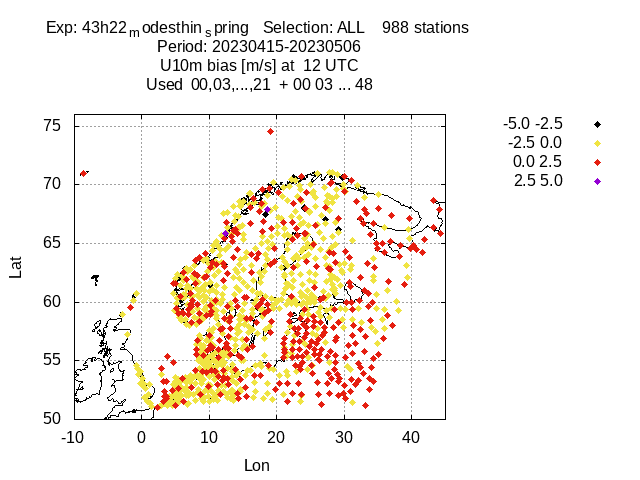 Exp: 43h22modesthinspring Selection: ALL 988 stations
Period: 20230415-20230506
U10m bias [m/s] at 12 UTC
Used 00,03,...,21 + 00 03 ... 48
-5.0 -2.5
-2.5 0.0
0.0 2.5
2.5 5.0
75
70
65
60
55
50
Lat
-10 0 10 20 30 40
Lon